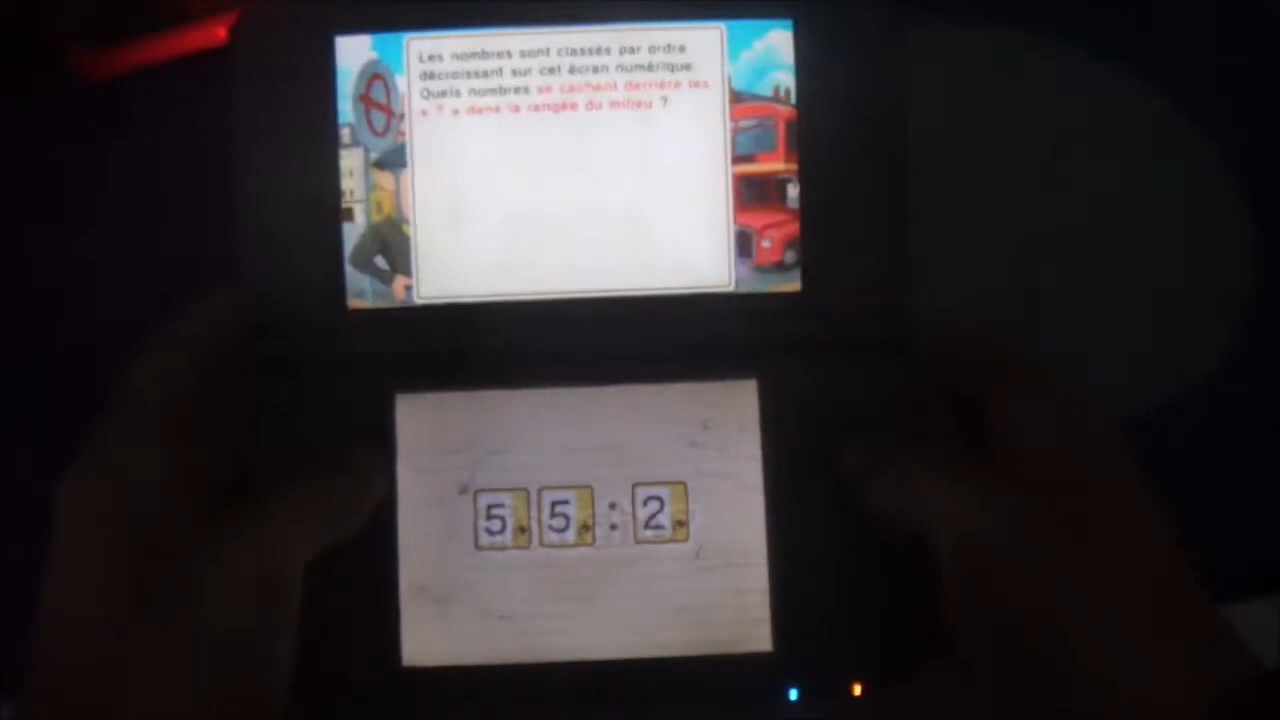 Les nombres sont classés par ordre
décroissant sur cet écran numérique.
Quels nombres se cachent derrière les
« ? » dans la rangée du milieu ?
5 5 : 2